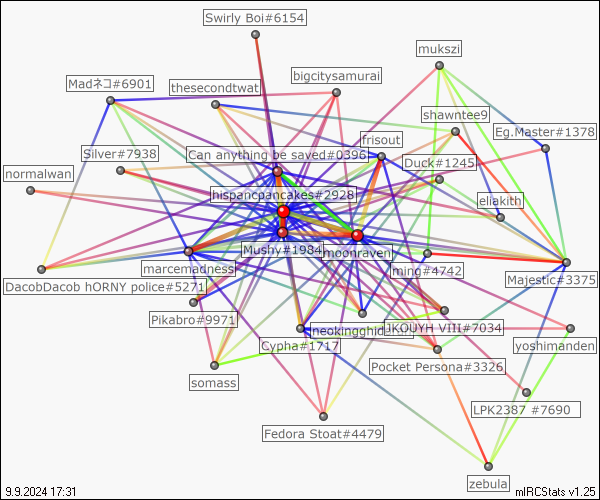 Swirly Boi#6154
mukszi
bigcitysamurai
Madネコ#6901
thesecondtwat
shawntee9
Eg.Master#1378
frisout
Silver#7938
Can anything be saved#0396
Duck#1245
normalwan
hispancpancakes#2928
eliakith
Mushy#1984
moonraven
marcemadness
ming#4742
Majestic#3375
DacobDacob hORNY police#5271
Pikabro#9971
neokingghid
JKOUYH VIII#7034
Cypha#1717
yoshimanden
Pocket Persona#3326
somass
LPK2387 #7690
Fedora Stoat#4479
zebula
9.9.2024 17:31
mIRCStats v1.25